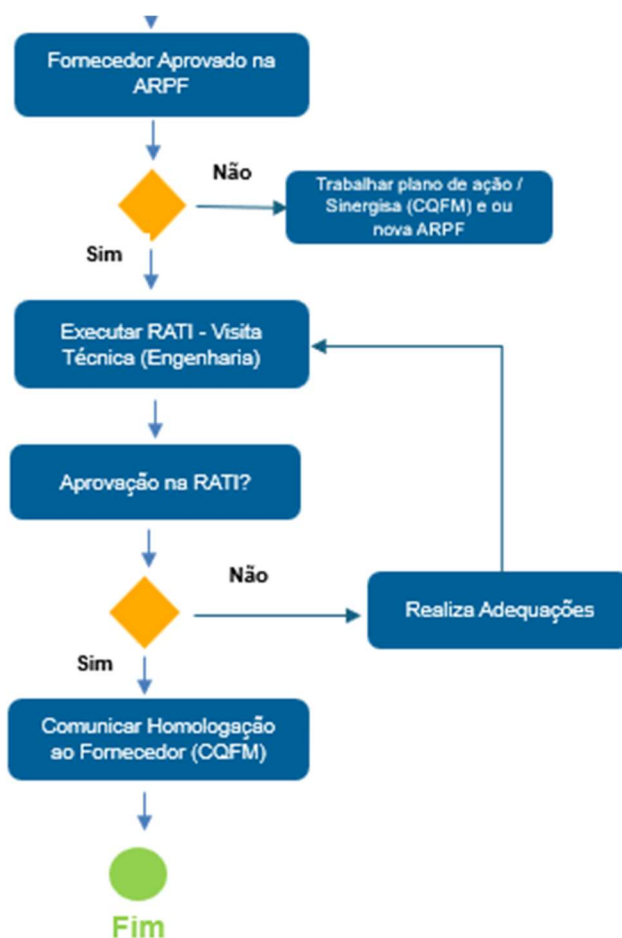 Fornecedor Aprovado na
ARPF
Não
Trabalhar plano de ação /
Sinergisa (CQFM) e ou
nova ARPF
Sim
Executar RATI - Visita
Técnica (Engenharia)
Aprovação na RATI?
Não
Realiza Adequações
Sim
Comunicar Homologação
ao Fornecedor (CQFM)
Fim